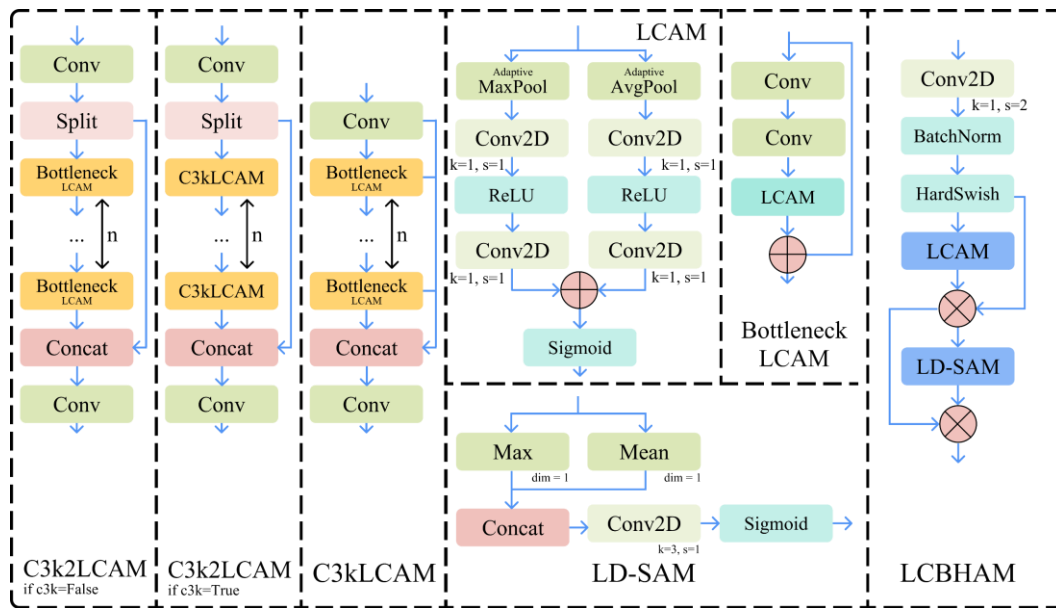 Conv
Split
Bottleneck
LCAM
...
n
Bottleneck
LCAM
Concat
Conv
C3k2LCAM
if c3k=False
Conv
Split
C3kLCAM
...
n
C3kLCAM
Concat
Conv
C3k2LCAM
if c3k=True
Conv
Bottleneck
LCAM
...
n
Bottleneck
LCAM
Concat
Conv
C3kLCAM
LCAM
Adaptive
MaxPool
Adaptive
AvgPool
Conv2D
k=1, s=1
Conv2D
k=1, s=1
ReLU
ReLU
Conv2D
k=1, s=1
Conv2D
k=1, s=1
Sigmoid
Conv
Conv
LCAM
Bottleneck
LCAM
Max
dim = 1
Mean
dim = 1
Concat
Conv2D
k=3, s=1
Sigmoid
LD-SAM
Conv2D
k=1, s=2
BatchNorm
HardSwish
LCAM
LD-SAM
LCBHAM